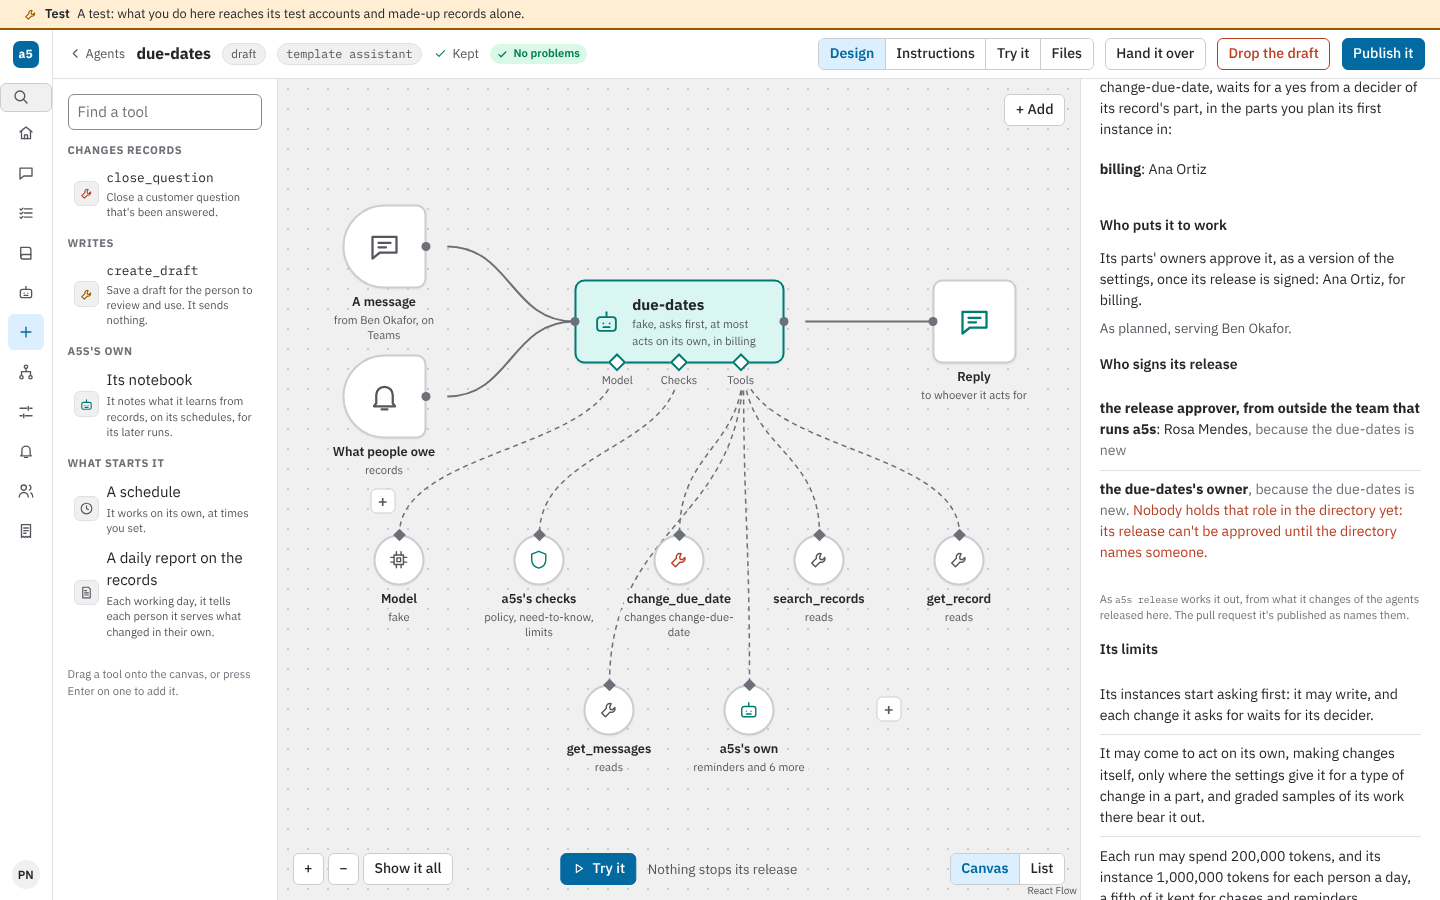 Test A test: what you do here reaches its test accounts and made-up records alone.
a5
Agents
due-dates
draft
template assistant
Kept
No problems
Design
Instructions
Try it
Files
Hand it over
Drop the draft
Publish it
Find a tool
CHANGES RECORDS
close_question
Close a customer question
that's been answered.
WRITES
create_draft
Save a draft for the person to
review and use. It sends
nothing.
A5S'S OWN
Its notebook
It notes what it learns from
records, on its schedules, for
its later runs.
WHAT STARTS IT
A schedule
It works on its own, at times
you set.
A daily report on the
records
Each working day, it tells
each person it serves what
changed in their own.
Drag a tool onto the canvas, or press
Enter on one to add it.
PN
+ Add
A message
from Ben Okafor, on
Teams
What people owe
records
+
due-dates
fake, asks first, at most
acts on its own, in billing
Model
Checks
Tools
Reply
to whoever it acts for
Model
fake
a5s's checks
policy, need-to-know,
limits
change_due_date
changes change-due-
date
search_records
reads
get_record
reads
get_messages
reads
a5s's own
reminders and 6 more
+
+
−
Show it all
Try it
Nothing stops its release
Canvas
List
React Flow
change-due-date, waits for a yes from a decider of
its record's part, in the parts you plan its first
instance in:
billing: Ana Ortiz
Who puts it to work
Its parts' owners approve it, as a version of the
settings, once its release is signed: Ana Ortiz, for
billing.
As planned, serving Ben Okafor.
Who signs its release
the release approver, from outside the team that
runs a5s: Rosa Mendes, because the due-dates is
new
the due-dates's owner, because the due-dates is
new. Nobody holds that role in the directory yet:
its release can't be approved until the directory
names someone.
As a5s release works it out, from what it changes of the agents
released here. The pull request it's published as names them.
Its limits
Its instances start asking first: it may write, and
each change it asks for waits for its decider.
It may come to act on its own, making changes
itself, only where the settings give it for a type of
change in a part, and graded samples of its work
there bear it out.
Each run may spend 200,000 tokens, and its
instance 1,000,000 tokens for each person a day,
a fifth of it kept for chases and reminders